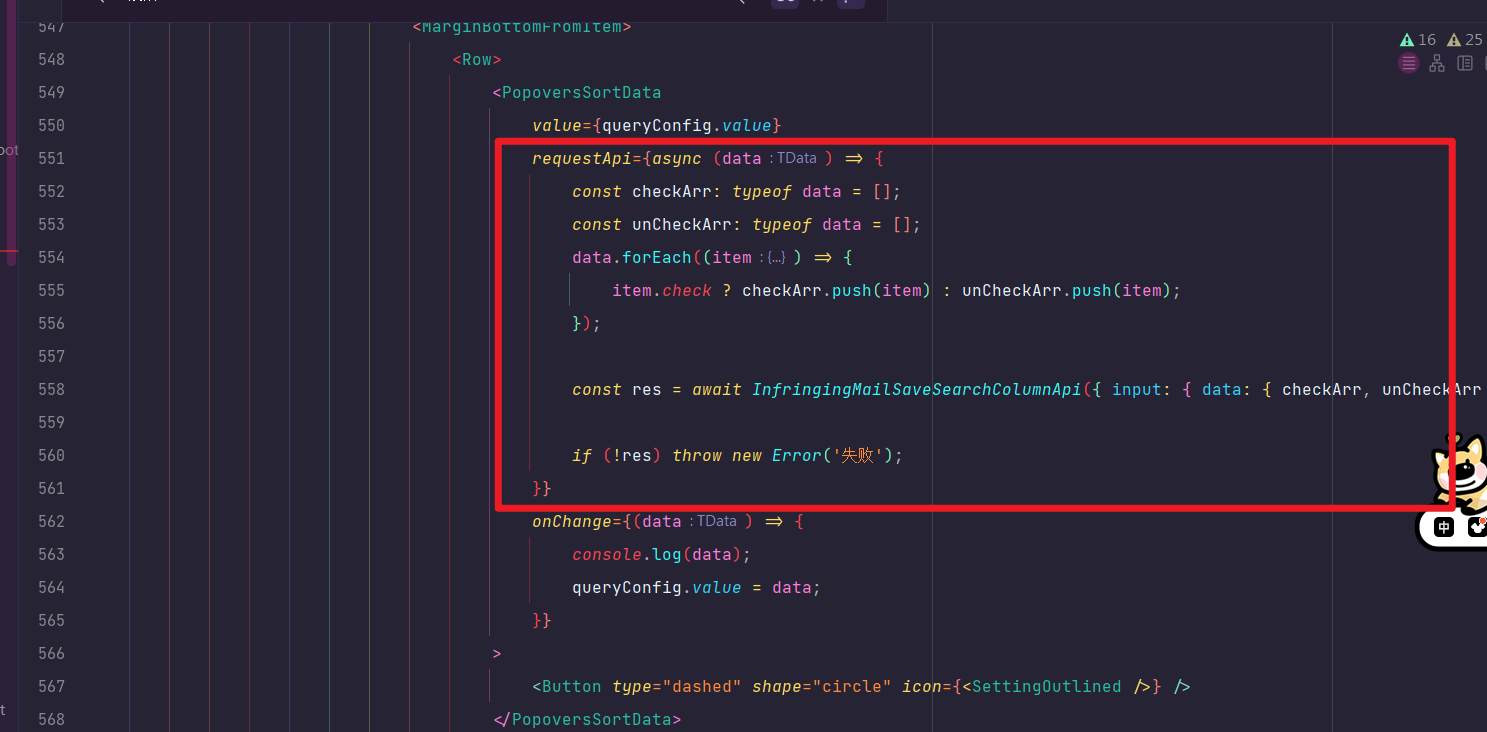 547 <MarginBottomFromItem>
16 25
548 <Row>
549 <PopoversSortData
550 value={queryConfig.value}
551 requestApi={async (data : TData ) => {
552 const checkArr: typeof data = [];
553 const unCheckArr: typeof data = [];
554 data.forEach((item : {...} ) => {
555 item.check ? checkArr.push(item) : unCheckArr.push(item);
556 });
557
558 const res = await InfringingMailSaveSearchColumnApi({ input: { data: { checkArr, unCheckArr
559
560 if (!res) throw new Error('失败');
561 }}
562 onChange={(data : TData ) => {
563 console.log(data);
564 queryConfig.value = data;
565 }}
566 >
567 <Button type="dashed" shape="circle" icon={<SettingOutlined />} />
568 </PopoversSortData>
中